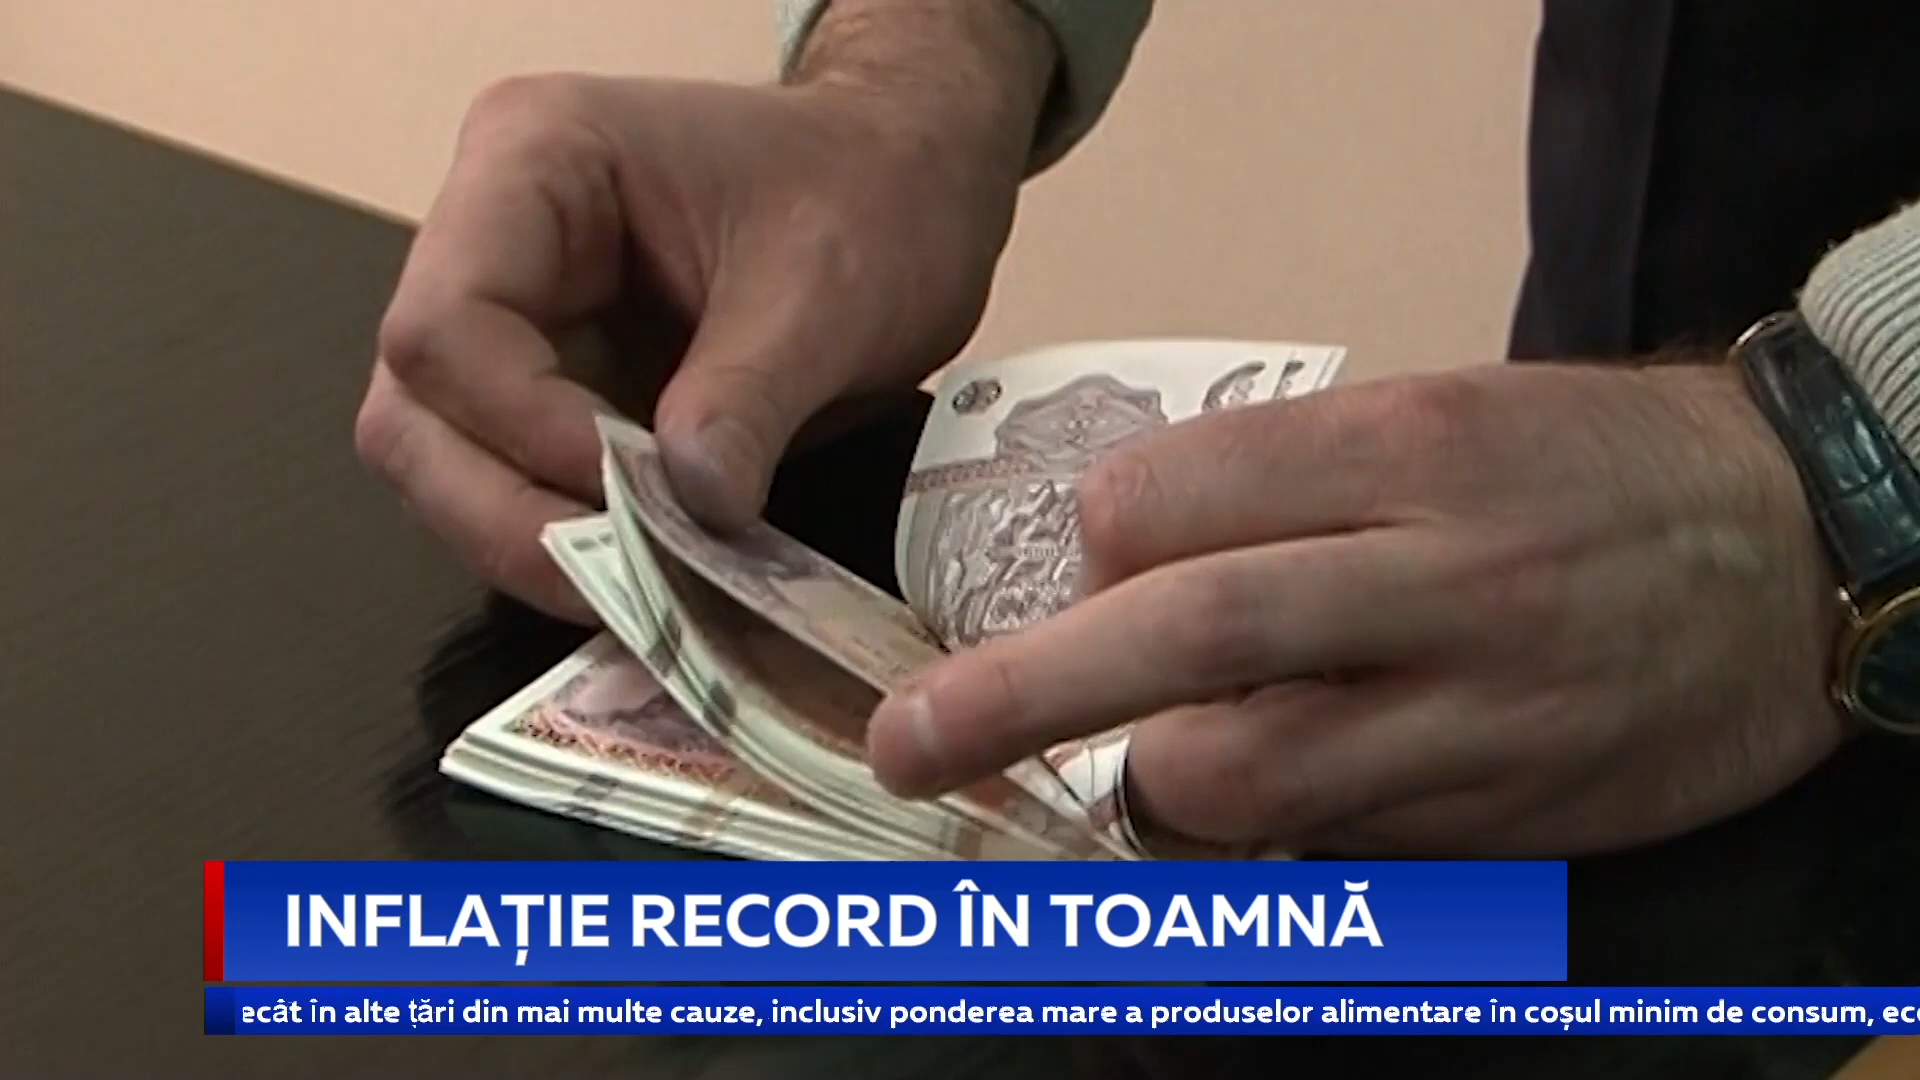 INFLAȚIE RECORD ÎN TOAMNĂ
ecât în alte țări din mai multe cauze, inclusiv ponderea mare a produselor alimentare în coșul minim de consum,